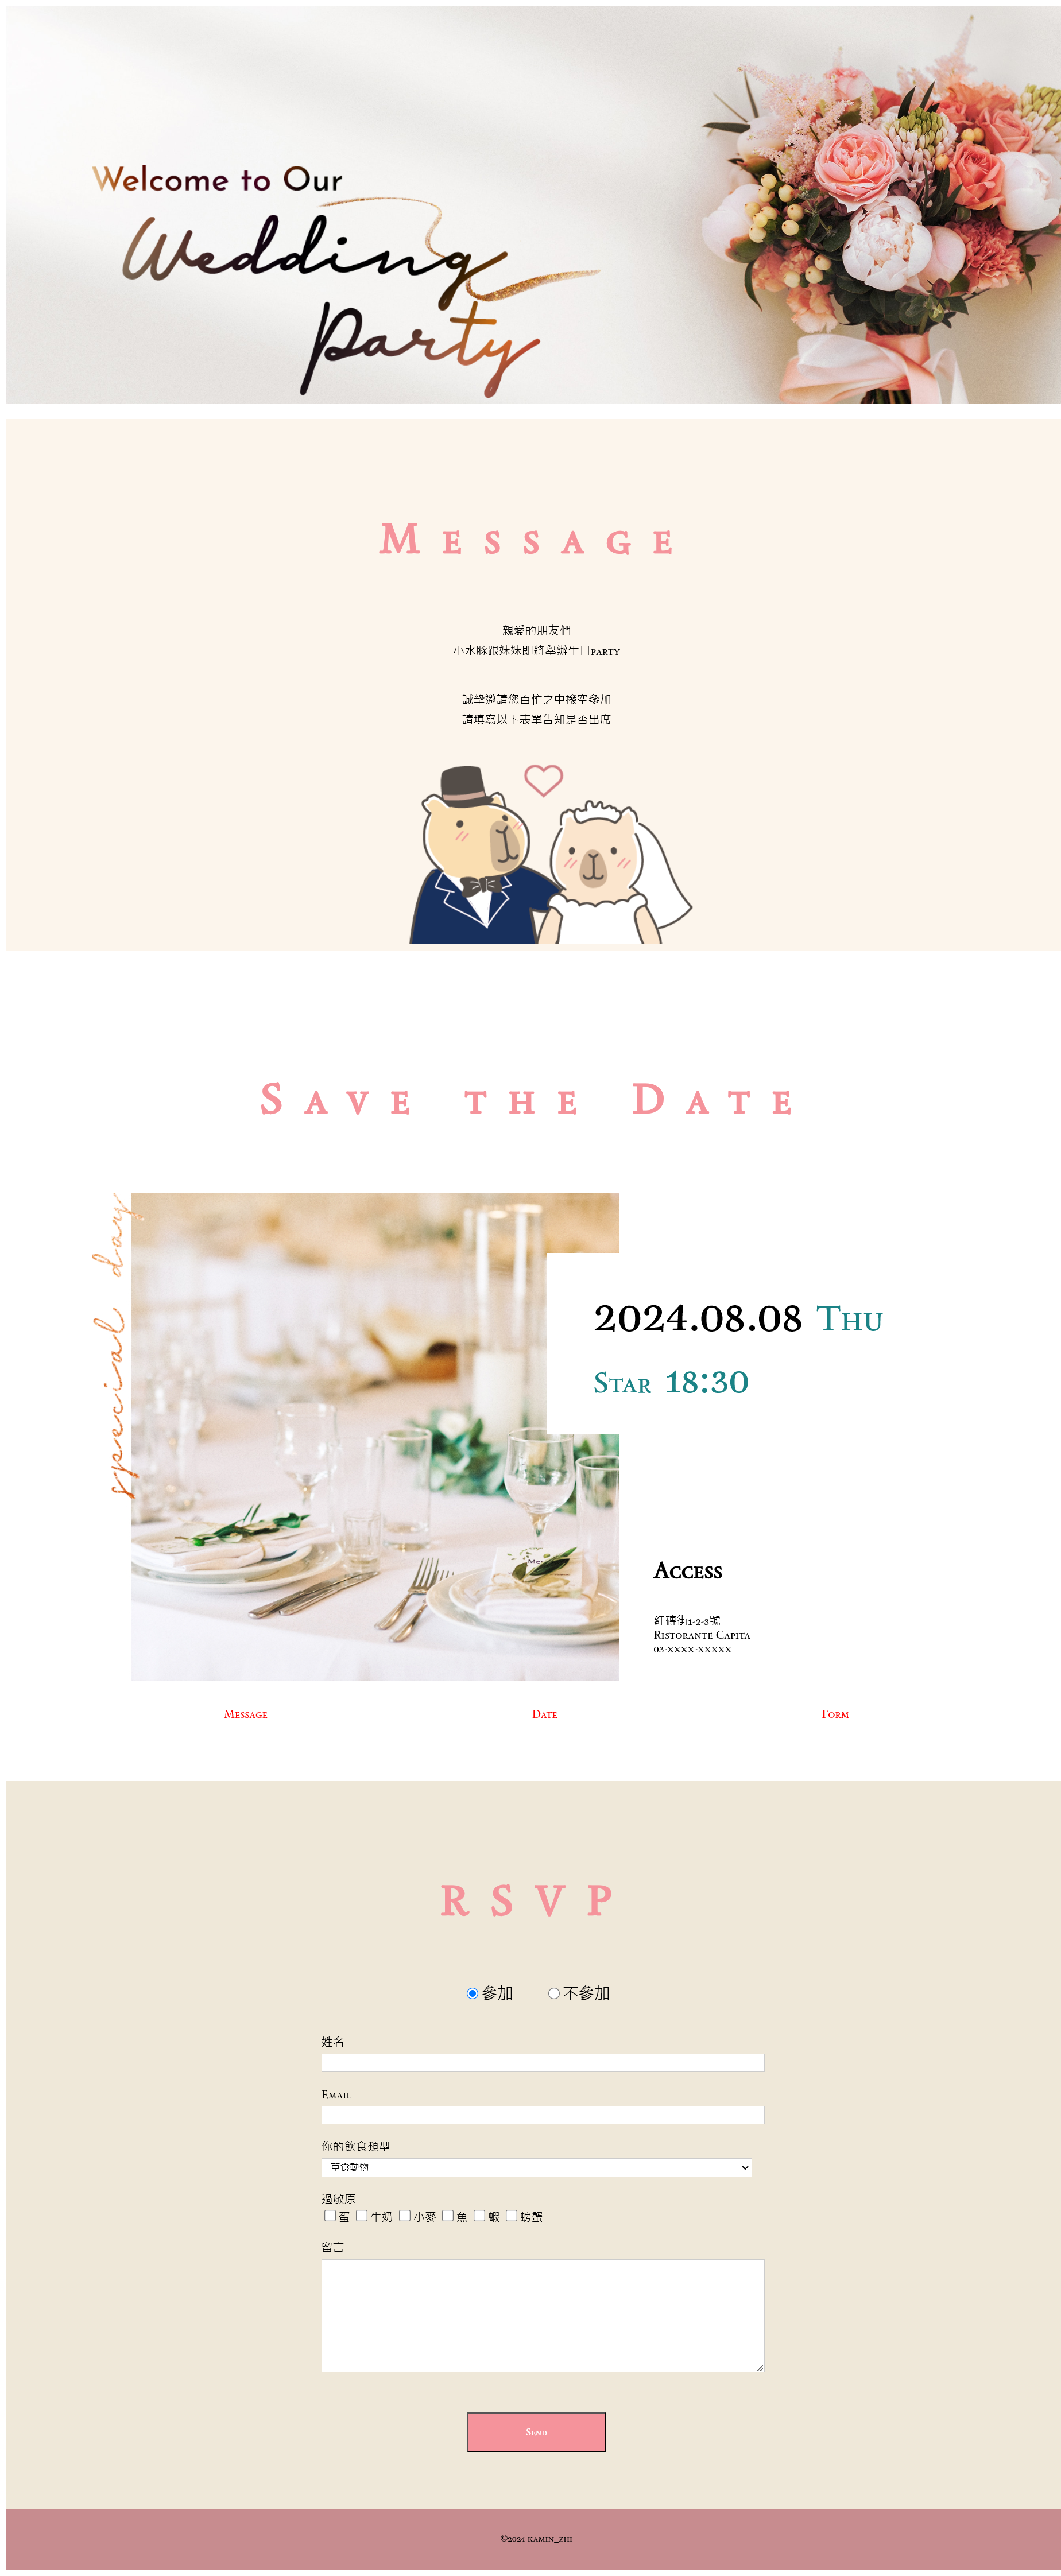 Welcome to Our
Wedding
Party
Message
親愛的朋友們
小水豚跟妹妹即將舉辦生日party
誠摯邀請您百忙之中撥空參加
請填寫以下表單告知是否出席
Save the Date
special day
2024.08.08 Thu
Star 18:30
Access
紅磚街1-2-3號
Ristorante Capita
03-xxxx-xxxxx
Message Date Form
RSVP
參加 不參加
姓名
Email
你的飲食類型
草食動物
過敏原
蛋 牛奶 小麥 魚 蝦 螃蟹
留言
Send
©2024 kamin_zhi